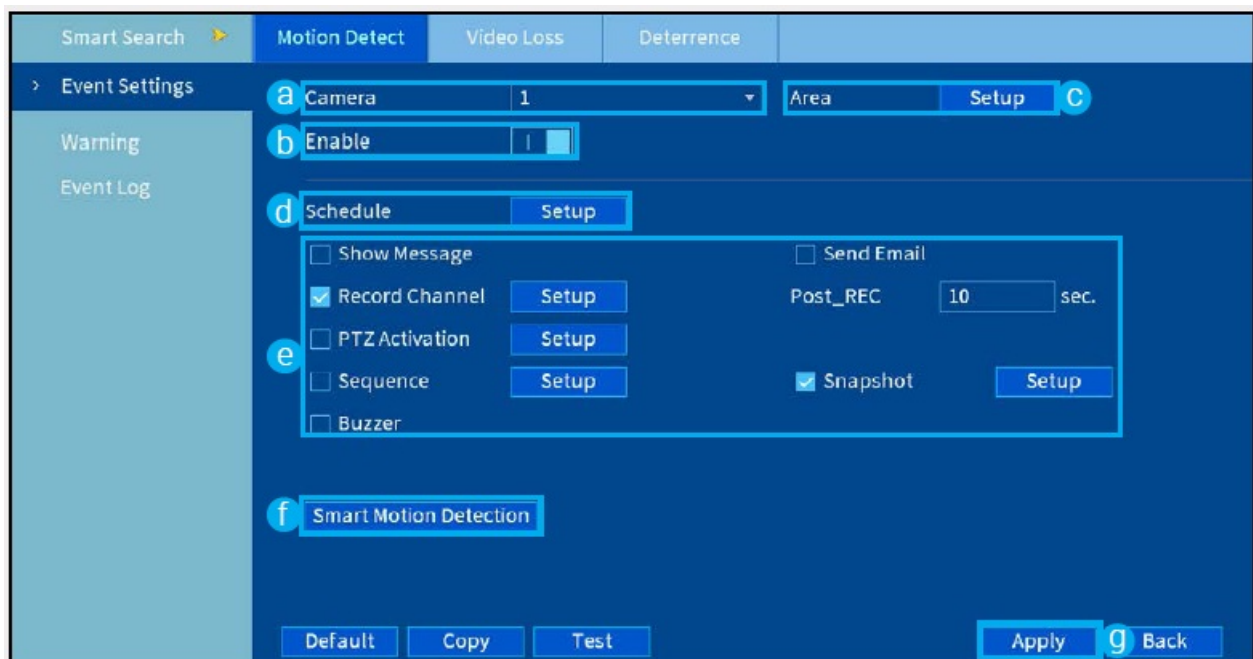 Smart Search Motion Detect Video Loss Deterrence
> Event Settings
a Camera 1 Area Setup c
Warning b Enable
Event Log
d Schedule Setup
Show Message Send Email
Record Channel Setup Post_REC 10 sec.
e PTZ Activation Setup
Sequence Setup Snapshot Setup
Buzzer
f Smart Motion Detection
Default Copy Test Apply g Back